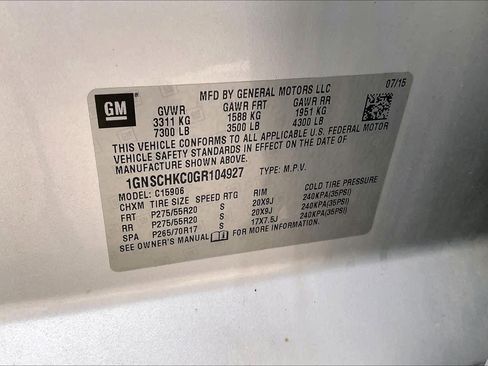 GM
MFD BY GENERAL MOTORS LLC
07/15
GVWR GAWR FRT GAWR RR
3311 KG 1588 KG 1951 KG
7300 LB 3500 LB 4300 LB
THIS VEHICLE CONFORMS TO ALL APPLICABLE U.S. FEDERAL
VEHICLE SAFETY STANDARDS IN EFFECT ON THE DATE OF
MANUFACTURE SHOWN ABOVE.
1GNSCHKC0GR104927 TYPE: M.P.V.
MODEL: C15906
CHXM TIRE SIZE SPEED RTG RIM COLD TIRE PRESSURE
FRT P275/55R20 20X9J 240KPA(35PSI)
RR P275/55R20 20X9J 240KPA(35PSI)
SPA P265/70R17 17X7.5J 240KPA(35PSI)
SEE OWNER'S MANUAL FOR MORE INFORMATION.